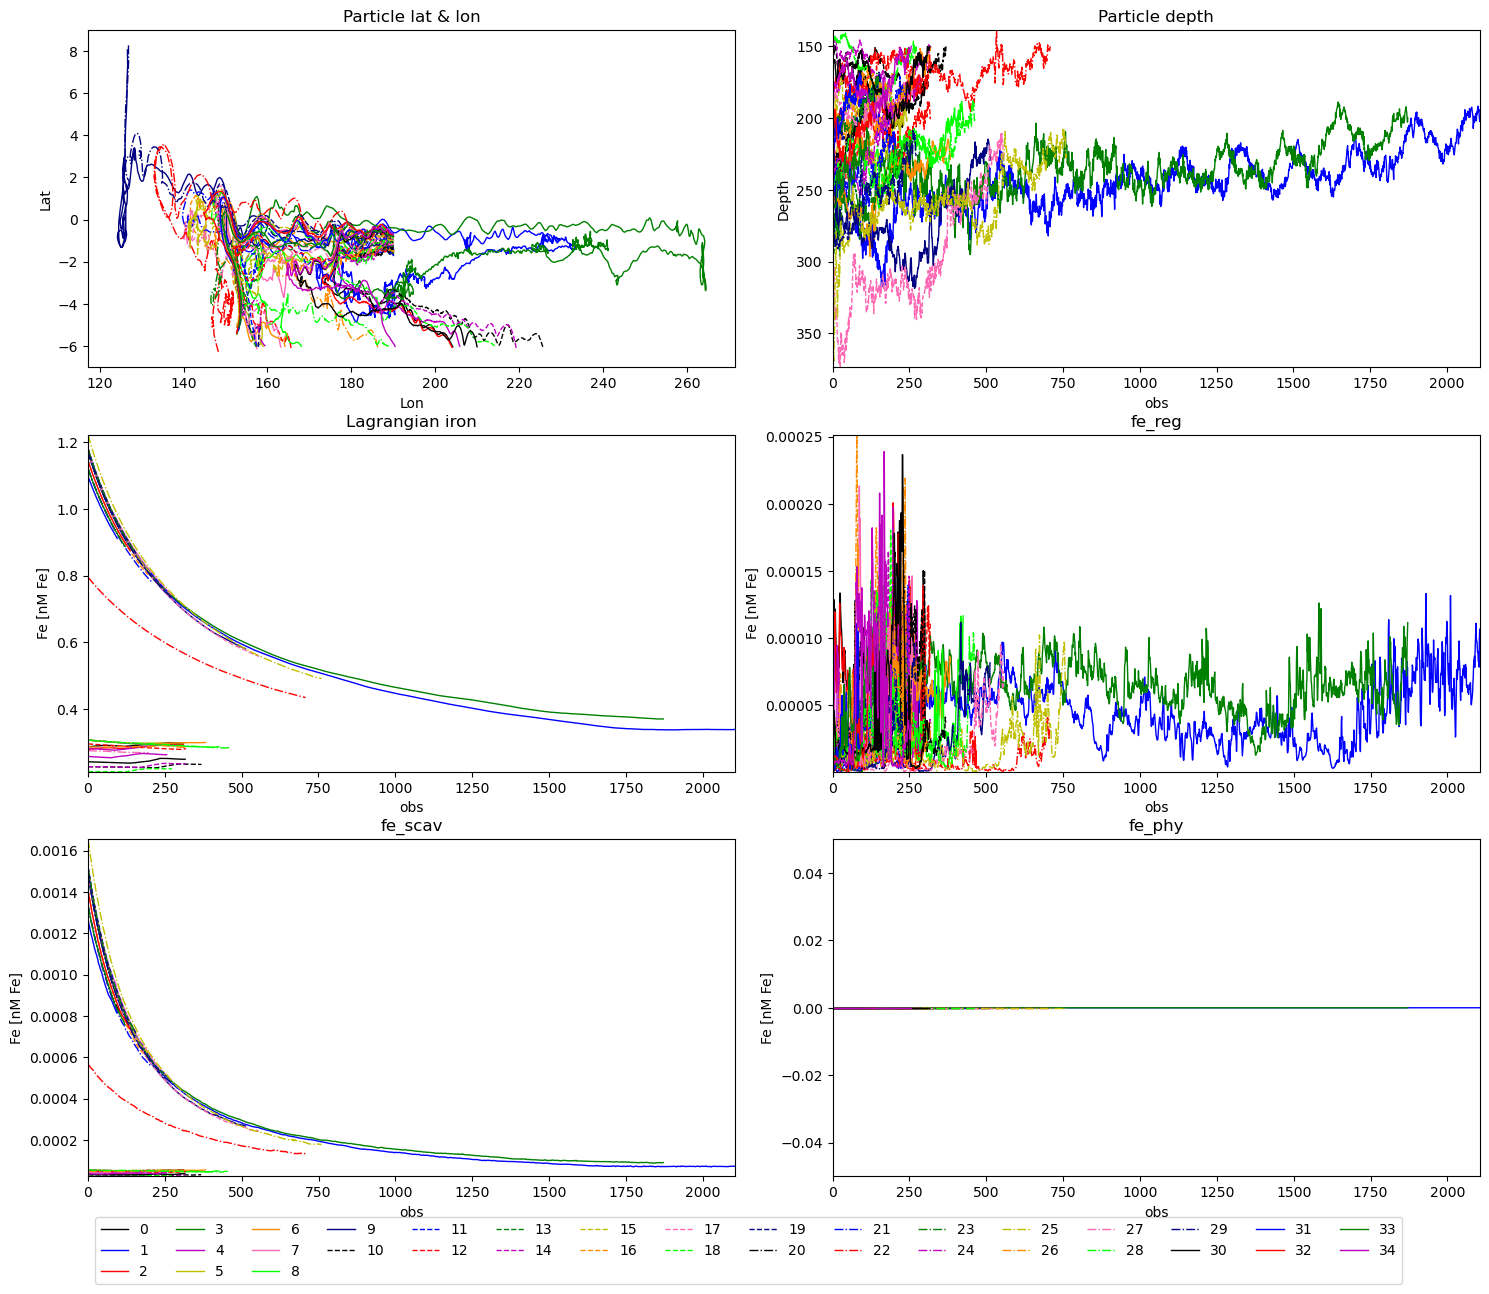 Particle lat & lon
8
6
4
2
0
−2
−4
−6
Lat
120 140 160 180 200 220 240 260
Lon
Particle depth
150
200
250
300
350
Depth
0 250 500 750 1000 1250 1500 1750 2000
obs
Lagrangian iron
1.2
1.0
0.8
0.6
0.4
Fe [nM Fe]
0 250 500 750 1000 1250 1500 1750 2000
obs
fe_reg
0.00025
0.00020
0.00015
0.00010
0.00005
Fe [nM Fe]
0 250 500 750 1000 1250 1500 1750 2000
obs
fe_scav
0.0016
0.0014
0.0012
0.0010
0.0008
0.0006
0.0004
0.0002
Fe [nM Fe]
0 250 500 750 1000 1250 1500 1750 2000
obs
fe_phy
0.04
0.02
0.00
−0.02
−0.04
Fe [nM Fe]
0 250 500 750 1000 1250 1500 1750 2000
obs
0 3 6 9 11 13 15 17 19 21 23 25 27 29 31 33
1 4 7 10 12 14 16 18 20 22 24 26 28 30 32 34
2 5 8